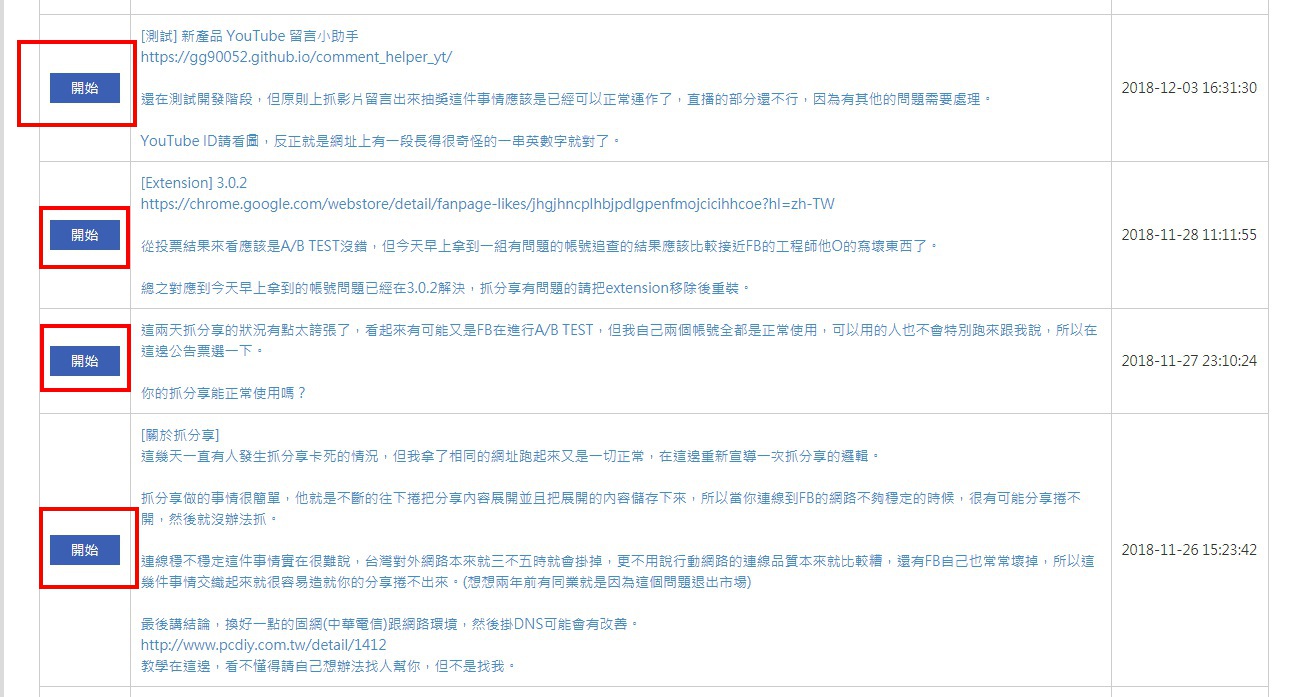 [測試] 新產品 YouTube 留言小助手
https://gg90052.github.io/comment_helper_yt/
還在測試開發階段，但原則上抓影片留言出來抽獎這件事情應該是已經可以正常運作了，直播的部分還不行，因為有其他的問題需要處理。
YouTube ID請看圖，反正就是網址上有一段長得很奇怪的一串英數字就對了。
開始
2018-12-03 16:31:30
[Extension] 3.0.2
https://chrome.google.com/webstore/detail/fanpage-likes/jhgjhncplhbjpdlgpenfmojcicihhcoe?hl=zh-TW
從投票結果來看應該是A/B TEST沒錯，但今天早上拿到一組有問題的帳號追查的結果應該比較接近FB的工程師他O的寫壞東西了。
總之對應到今天早上拿到的帳號問題已經在3.0.2解決，抓分享有問題的請把extension移除後重裝。
開始
2018-11-28 11:11:55
這兩天抓分享的狀況有點太誇張了，看起來有可能又是FB在進行A/B TEST，但我自己兩個帳號全都是正常使用，可以用的人也不會特別跑來跟我說，所以在
這邊公告票選一下。
你的抓分享能正常使用嗎？
開始
2018-11-27 23:10:24
[關於抓分享]
這幾天一直有人發生抓分享卡死的情況，但我拿了相同的網址跑起來又是一切正常，在這邊重新宣導一次抓分享的邏輯。
抓分享做的事情很簡單，他就是不斷的往下捲把分享內容展開並且把展開的內容儲存下來，所以當你連線到FB的網路不夠穩定的時候，很有可能分享捲不
開，然後就沒辦法抓。
連線穩不穩定這件事情實在很難說，台灣對外網路本來就三不五時就會掛掉，更不用說行動網路的連線品質本來就比較糟，還有FB自己也常常壞掉，所以這
幾件事情交織起來就很容易造就你的分享捲不出來。(想想兩年前有同業就是因為這個問題退出市場)
最後講結論，換好一點的固網(中華電信)跟網路環境，然後掛DNS可能會有改善。
http://www.pcdiy.com.tw/detail/1412
教學在這邊，看不懂得請自己想辦法找人幫你，但不是找我。
開始
2018-11-26 15:23:42